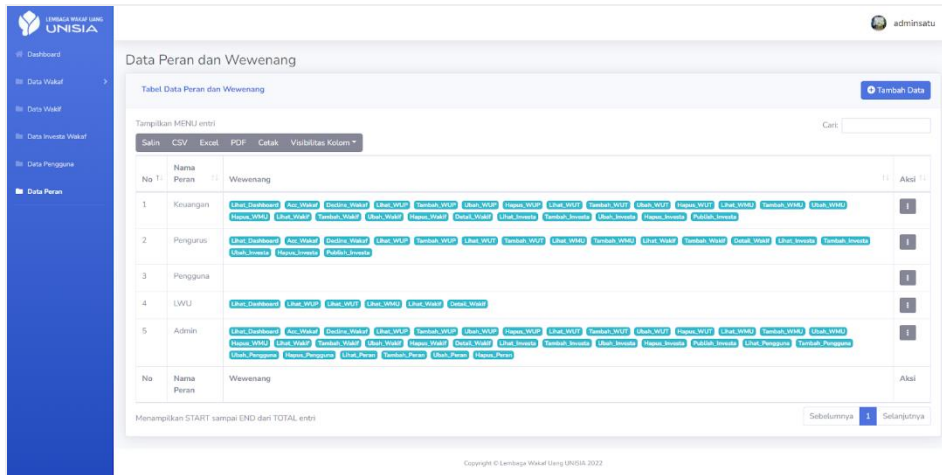 LEMBAGA WAKAF UANG
UNISIA
adminsatu
Dashboard
Data Wakaf
Data Wakif
Data Investa Wakaf
Data Pengguna
Data Peran
Data Peran dan Wewenang
Tabel Data Peran dan Wewenang
Tambah Data
Tampilkan MENU entri
Cari:
Salin CSV Excel PDF Cetak Visibilitas Kolom
No Nama Peran Wewenang Aksi
1 Keuangan Lihat_Dashboard Acc_Wakaf Decline_Wakaf Lihat_WUP Tambah_WUP Ubah_WUP Hapus_WUP Lihat_WUT Tambah_WUT Ubah_WUT Hapus_WUT Lihat_WMU Tambah_WMU Ubah_WMU
Hapus_WMU Lihat_Wakif Tambah_Wakif Ubah_Wakif Hapus_Wakif Detail_Wakif Lihat_Investa Tambah_Investa Ubah_Investa Hapus_Investa Publish_Investa
2 Pengurus Lihat_Dashboard Acc_Wakaf Decline_Wakaf Lihat_WUP Tambah_WUP Lihat_WUT Tambah_WUT Lihat_WMU Tambah_WMU Lihat_Wakif Tambah_Wakif Detail_Wakif Lihat_Investa Tambah_Investa
Ubah_Investa Hapus_Investa Publish_Investa
3 Pengguna
4 LWU Lihat_Dashboard Lihat_WUP Lihat_WUT Lihat_WMU Lihat_Wakif Detail_Wakif
5 Admin Lihat_Dashboard Acc_Wakaf Decline_Wakaf Lihat_WUP Tambah_WUP Ubah_WUP Hapus_WUP Lihat_WUT Tambah_WUT Ubah_WUT Hapus_WUT Lihat_WMU Tambah_WMU Ubah_WMU
Hapus_WMU Lihat_Wakif Tambah_Wakif Ubah_Wakif Hapus_Wakif Detail_Wakif Lihat_Investa Tambah_Investa Ubah_Investa Hapus_Investa Publish_Investa Lihat_Pengguna Tambah_Pengguna
Ubah_Pengguna Hapus_Pengguna Lihat_Peran Tambah_Peran Ubah_Peran Hapus_Peran
No Nama Peran Wewenang Aksi
Menampilkan START sampai END dari TOTAL entri
Sebelumnya 1 Selanjutnya
Copyright © Lembaga Wakaf Uang UNISIA 2022